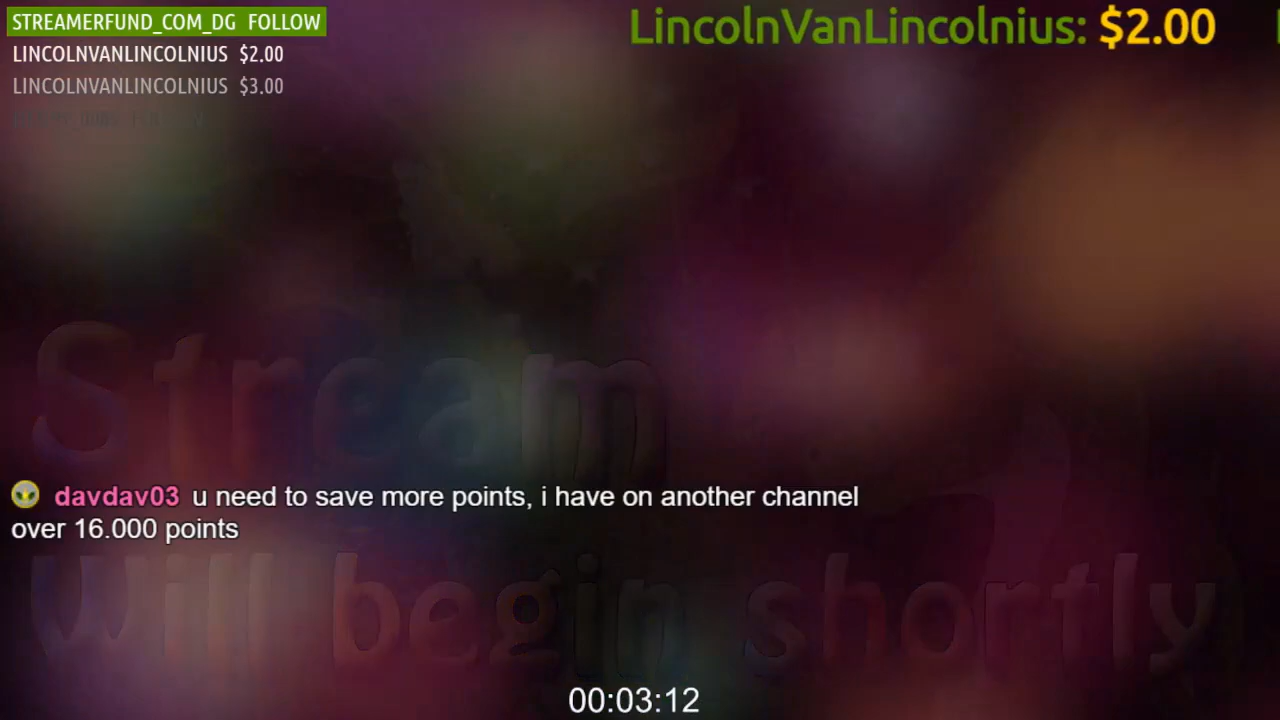 STREAMERFUND_COM_DG FOLLOW
LINCOLNVANLINCOLNIUS $2.00
LINCOLNVANLINCOLNIUS $3.00
LincolnVanLincolnius: $2.00
Stream
davdav03 u need to save more points, i have on another channel
over 16.000 points
will begin shortly
00:03:12